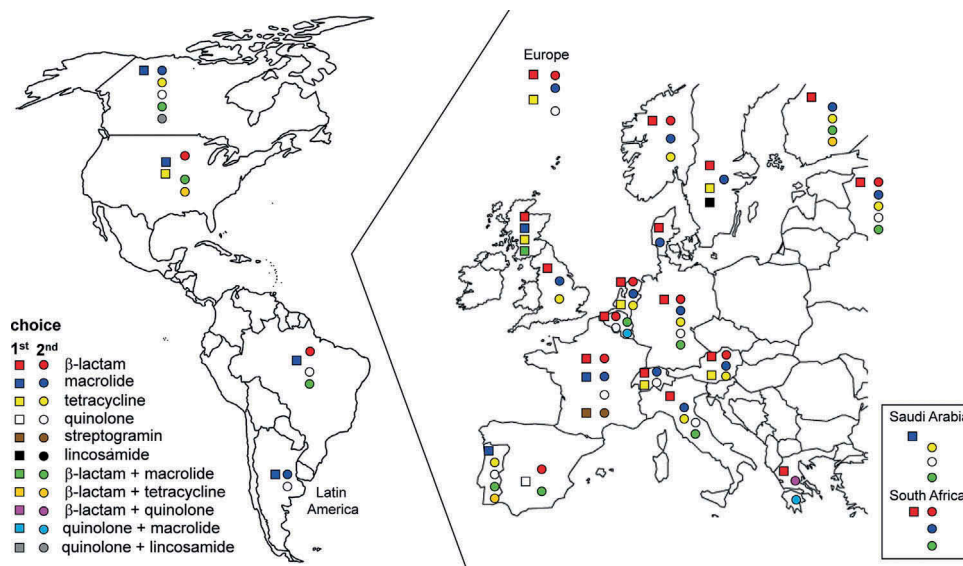 Europe
choice
1st 2nd
β-lactam
macrolide
tetracycline
quinolone
streptogramin
lincosamide
β-lactam + macrolide
β-lactam + tetracycline
β-lactam + quinolone
quinolone + macrolide
quinolone + lincosamide
Latin
America
Saudi Arabia
South Africa